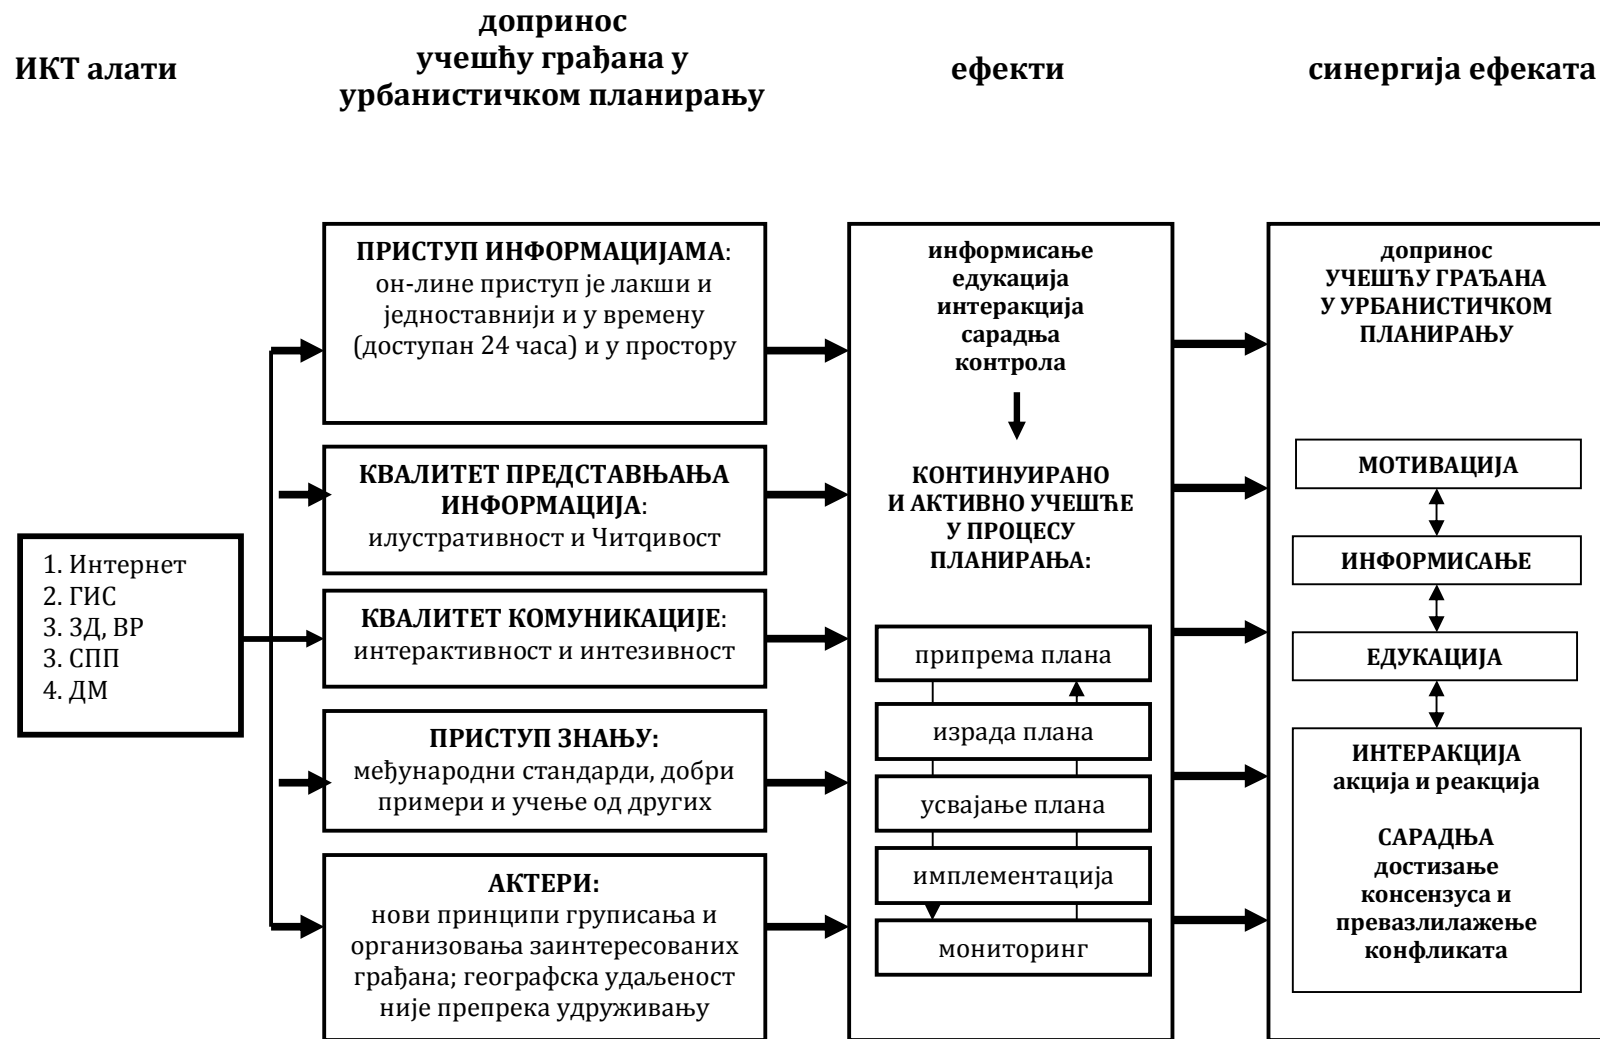 ИКТ алати
допринос
учешћу грађана у
урбанистичком планирању
ефекти
синергија ефеката
1. Интернет
2. ГИС
3. 3Д, ВР
3. СПП
4. ДМ
ПРИСТУП ИНФОРМАЦИЈАМА:
он-лине приступ је лакши и
једноставнији и у времену
(доступан 24 часа) и у простору
КВАЛИТЕТ ПРЕДСТАВЊАЊА
ИНФОРМАЦИЈА:
илустративност и Читqивост
КВАЛИТЕТ КОМУНИКАЦИЈЕ:
интерактивност и интезивност
ПРИСТУП ЗНАЊУ:
међународни стандарди, добри
примери и учење од других
АКТЕРИ:
нови принципи груписања и
организовања заинтересованих
грађана; географска удаљеност
није препрека удруживању
информисање
едукација
интеракција
сарадња
контрола
КОНТИНУИРАНО
И АКТИВНО УЧЕШЋЕ
У ПРОЦЕСУ
ПЛАНИРАЊА:
припрема плана
израда плана
усвајање плана
имплементација
мониторинг
допринос
УЧЕШЋУ ГРАЂАНА
У УРБАНИСТИЧКОМ
ПЛАНИРАЊУ
МОТИВАЦИЈА
ИНФОРМИСАЊЕ
ЕДУКАЦИЈА
ИНТЕРАКЦИЈА
акција и реакција
САРАДЊА
достизање
консензуса и
превазлилажење
конфликата